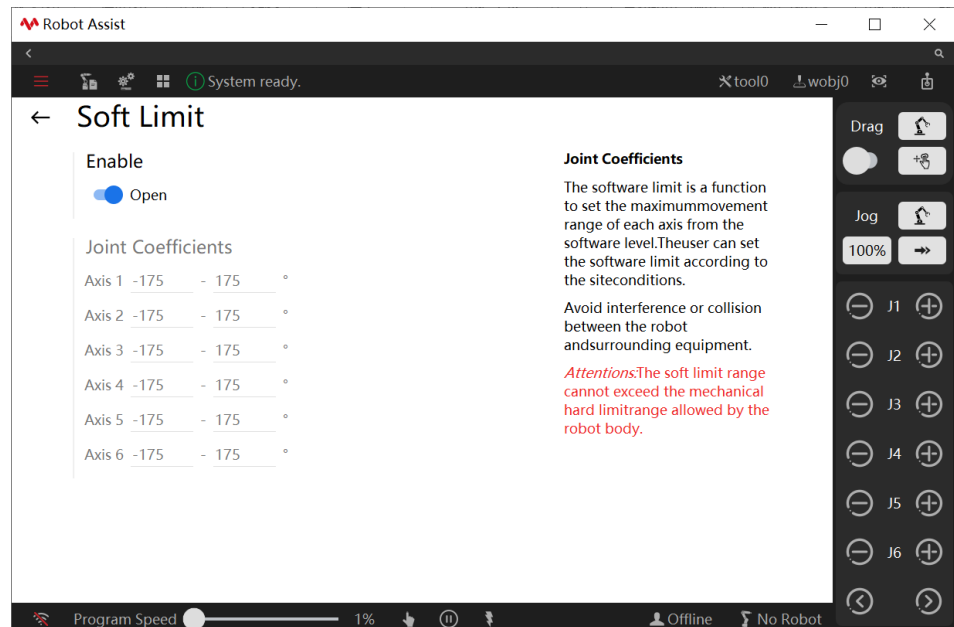 Robot Assist
System ready.
tool0
wobj0
Soft Limit
Enable
Open
Joint Coefficients
Axis 1 -175 - 175 °
Axis 2 -175 - 175 °
Axis 3 -175 - 175 °
Axis 4 -175 - 175 °
Axis 5 -175 - 175 °
Axis 6 -175 - 175 °
Joint Coefficients
The software limit is a function
to set the maximummovement
range of each axis from the
software level.Theuser can set
the software limit according to
the siteconditions.
Avoid interference or collision
between the robot
andsurrounding equipment.
Attentions:The soft limit range
cannot exceed the mechanical
hard limitrange allowed by the
robot body.
Drag
Jog
100%
J1
J2
J3
J4
J5
J6
Program Speed
1%
Offline
No Robot